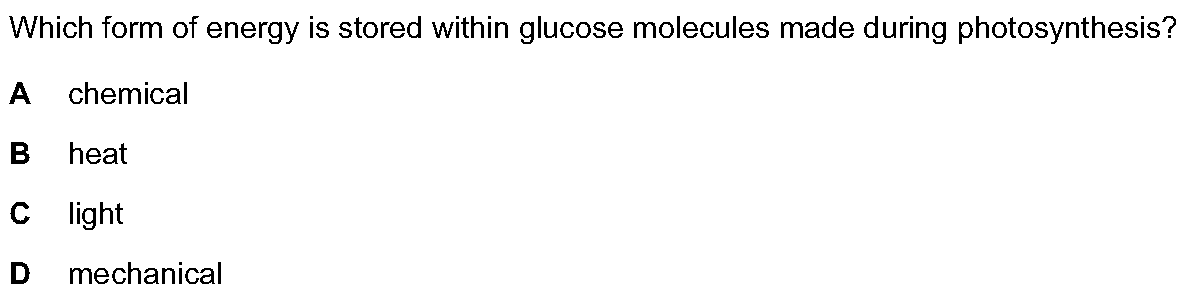 Which form of energy is stored within glucose molecules made during photosynthesis?
A chemical
B heat
C light
D mechanical